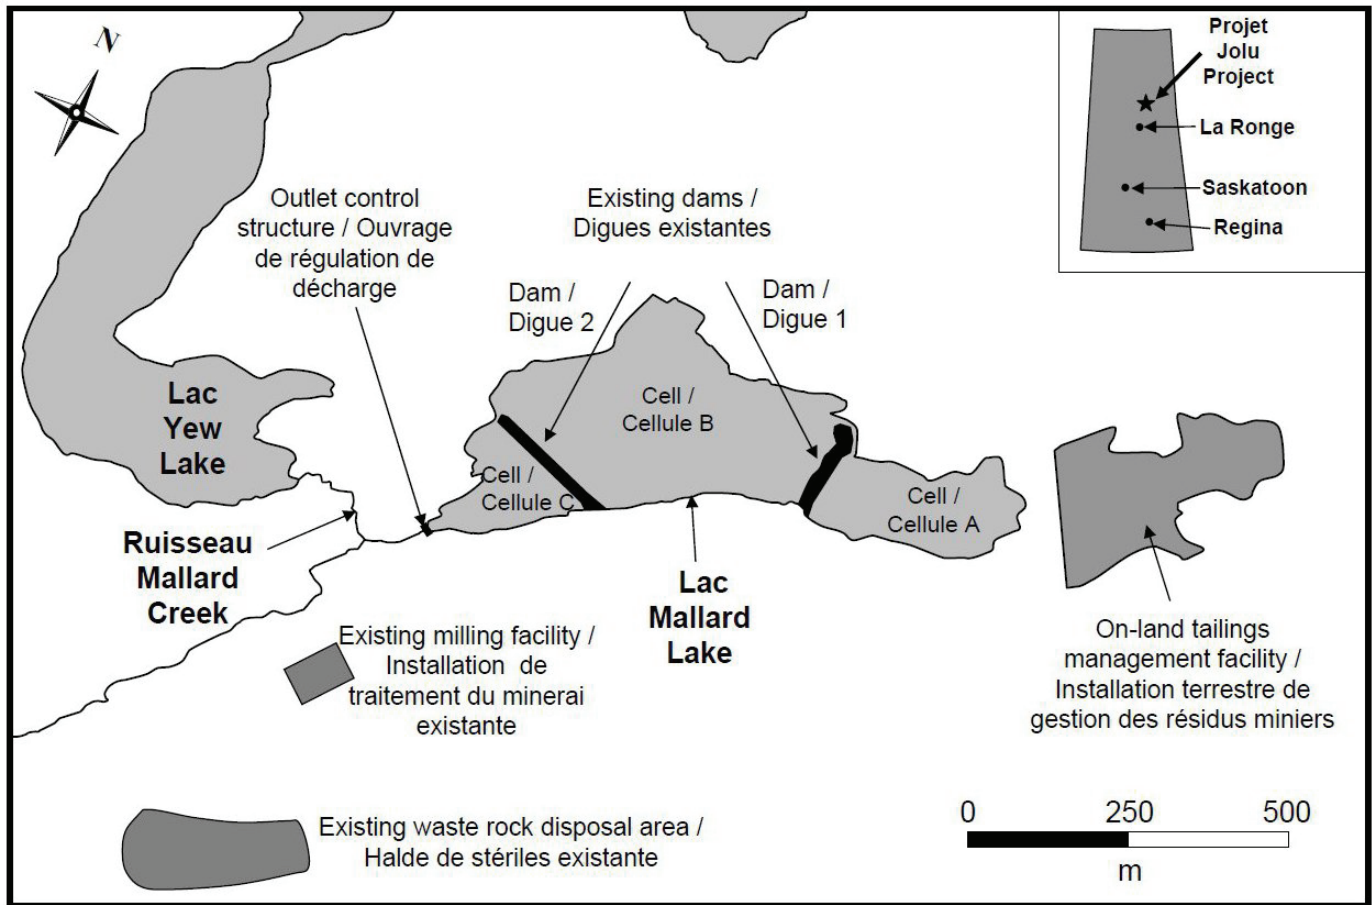 N
Projet
Jolu
Project
La Ronge
Saskatoon
Regina
Outlet control
structure / Ouvrage
de régulation de
décharge
Existing dams /
Digues existantes
Dam /
Digue 2
Dam /
Digue 1
Lac
Yew
Lake
Cell /
Cellule B
Cell /
Cellule C
Cell /
Cellule A
Ruisseau
Mallard
Creek
Lac
Mallard
Lake
Existing milling facility /
Installation de
traitement du minerai
existante
On-land tailings
management facility /
Installation terrestre de
gestion des résidus miniers
Existing waste rock disposal area /
Halde de stériles existante
0 250 500
m